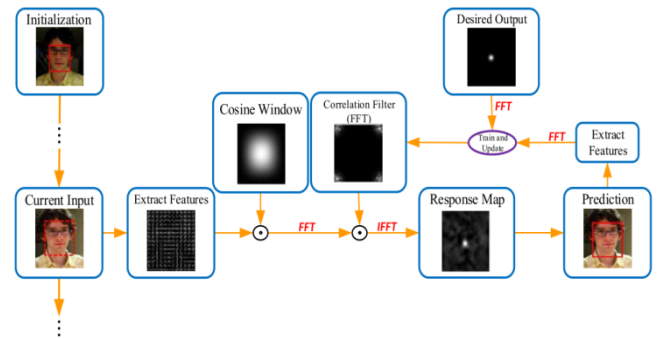 Initialization
Desired Output
Cosine Window
Correlation Filter
(FFT)
FFT
Train and
Update
FFT
Extract
Features
Current Input
Extract Features
FFT
IFFT
Response Map
Prediction